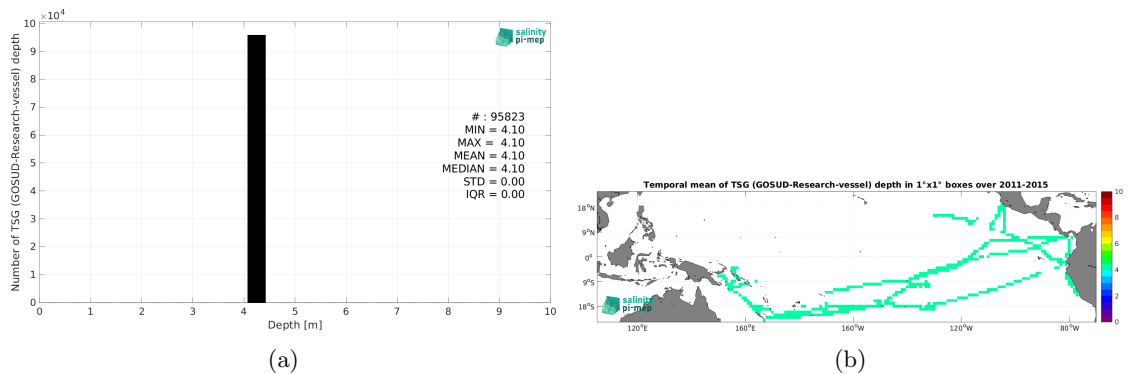 ×10⁴
10
9
8
7
6
5
4
3
2
1
0
Number of TSG (GOSUD-Research-vessel) depth
salinity
pi-mep
# : 95823
MIN = 4.10
MAX = 4.10
MEAN = 4.10
MEDIAN = 4.10
STD = 0.00
IQR = 0.00
0 1 2 3 4 5 6 7 8 9 10
Depth [m]
(a)
Temporal mean of TSG (GOSUD-Research-vessel) depth in 1°x1° boxes over 2011-2015
18°N
9°N
0°
9°S
18°S
salinity
pi-mep
120°E 160°E 160°W 120°W 80°W
10
8
6
4
2
0
(b)